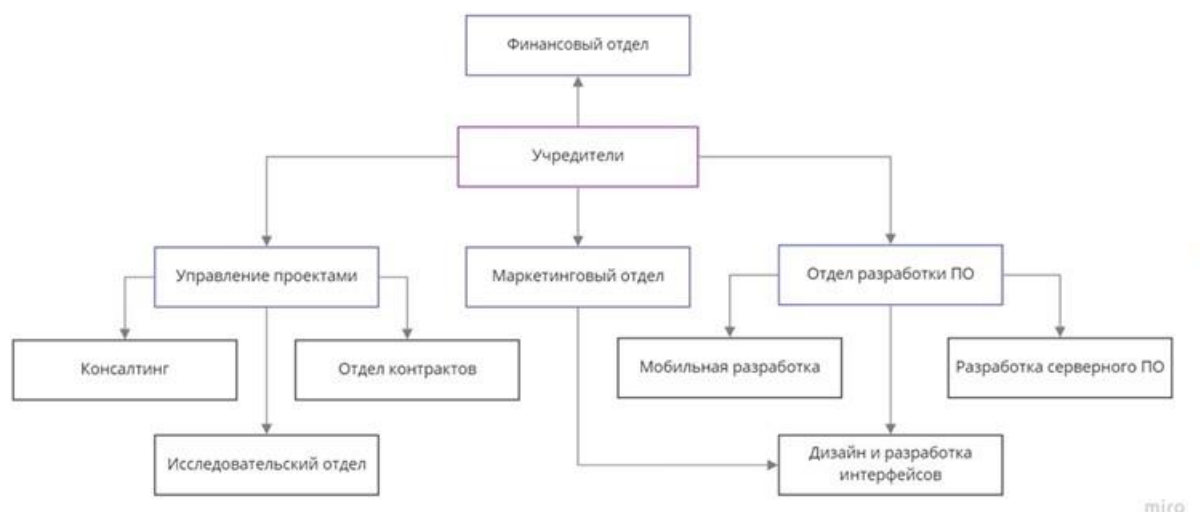 Финансовый отдел
Учредители
Управление проектами
Маркетинговый отдел
Отдел разработки ПО
Консалтинг
Отдел контрактов
Мобильная разработка
Разработка серверного ПО
Исследовательский отдел
Дизайн и разработка
интерфейсов
miro